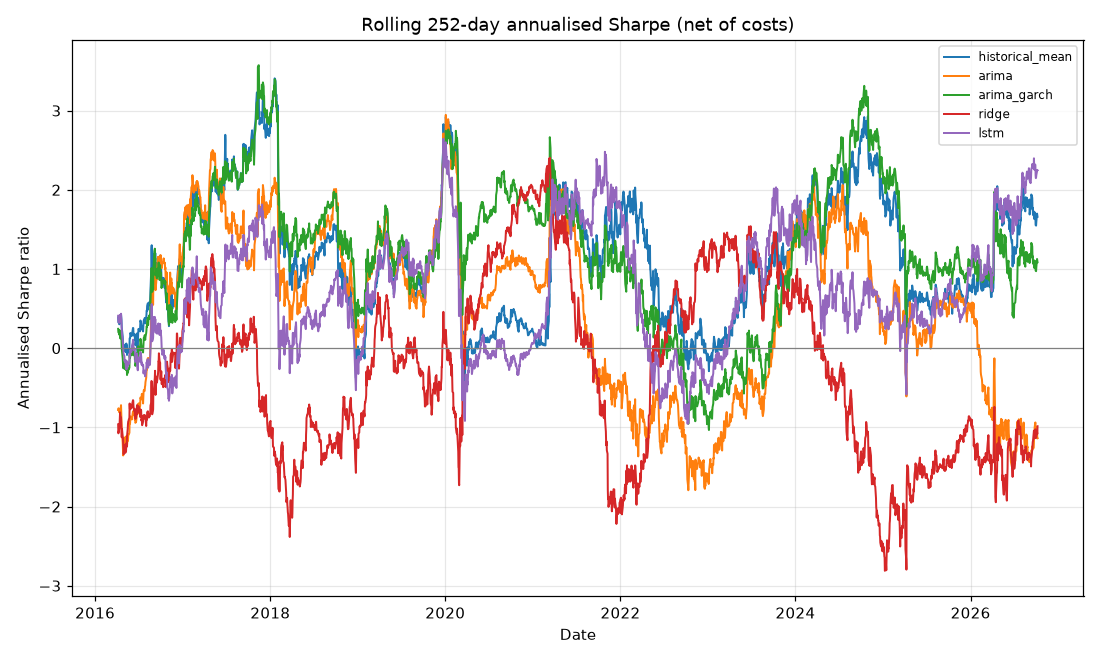 Rolling 252-day annualised Sharpe (net of costs)
historical_mean
arima
arima_garch
ridge
lstm
Annualised Sharpe ratio
3
2
1
0
−1
−2
−3
2016
2018
2020
2022
2024
2026
Date